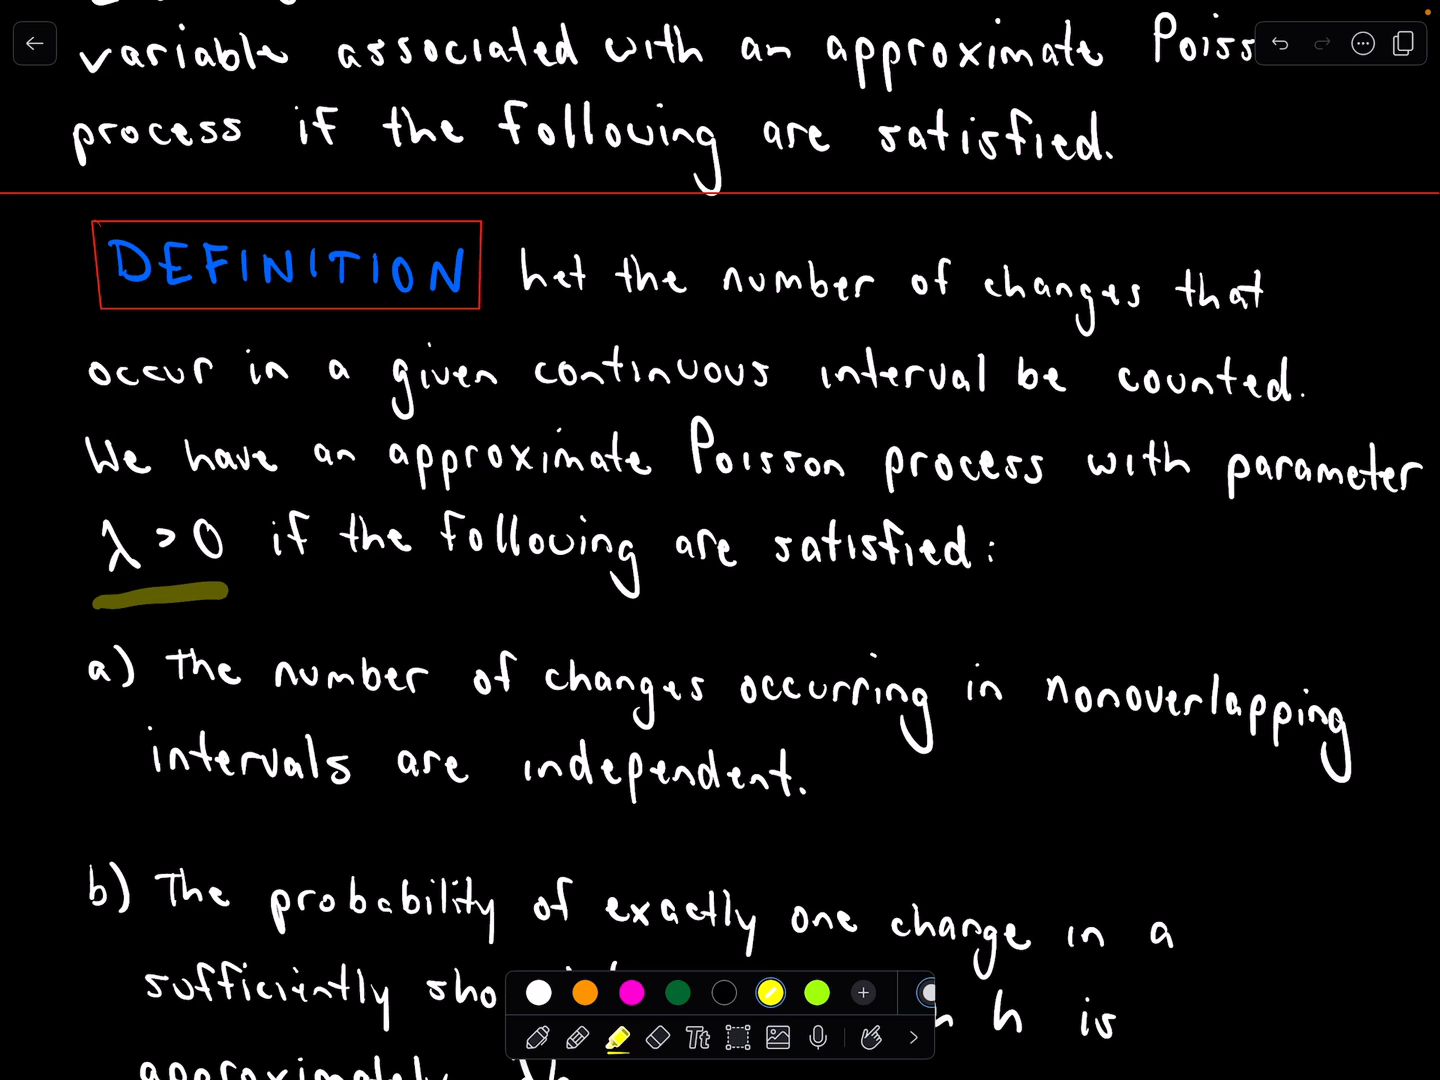 variable associated with an approximate Poiss
process if the following are satisfied.
DEFINITION Let the number of changes that
occur in a given continuous interval be counted.
We have an approximate Poisson process with parameter
λ > 0 if the following are satisfied:
a) The number of changes occurring in nonoverlapping
intervals are independent.
b) The probability of exactly one change in a
sufficiently sho h is
approximately
Tt